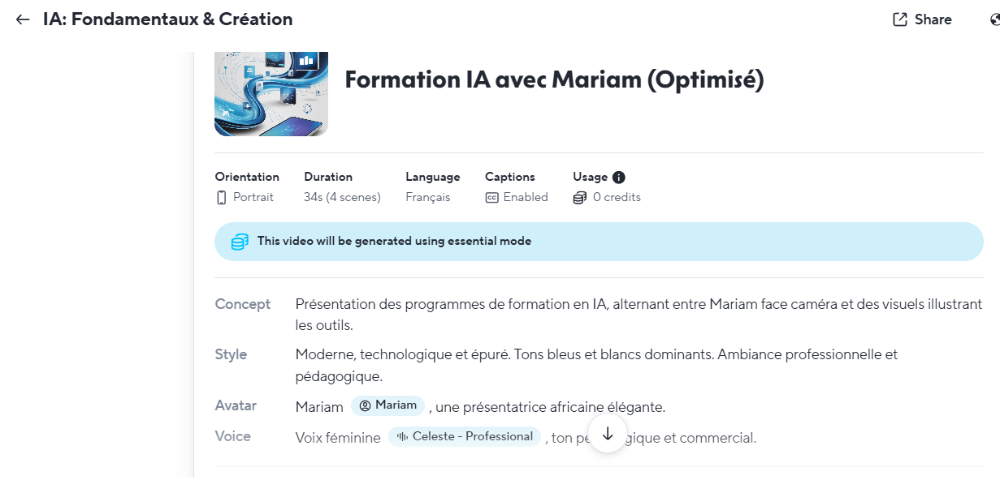 IA: Fondamentaux & Création
Share
Formation IA avec Mariam (Optimisé)
Orientation
Duration
Language
Captions
Usage
Portrait
34s (4 scenes)
Français
Enabled
0 credits
This video will be generated using essential mode
Concept
Présentation des programmes de formation en IA, alternant entre Mariam face caméra et des visuels illustrant
les outils.
Style
Moderne, technologique et épuré. Tons bleus et blancs dominants. Ambiance professionnelle et
pédagogique.
Avatar
Mariam Mariam , une présentatrice africaine élégante.
Voice
Voix féminine Celeste - Professional , ton et commercial.